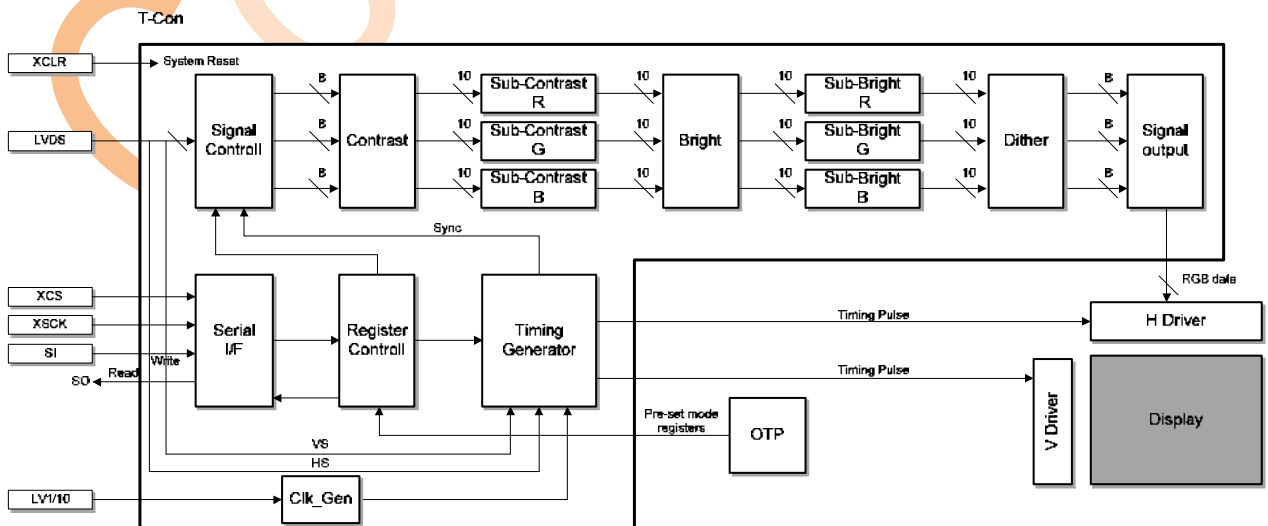 T-Con
XCLR
System Reset
LVDS
Signal
Controll
8
8
8
Contrast
10
10
10
Sub-Contrast
R
Sub-Contrast
G
Sub-Contrast
B
10
10
10
Bright
10
10
10
Sub-Bright
R
Sub-Bright
G
Sub-Bright
B
10
10
10
Dither
8
8
8
Signal
output
Sync
RGB data
XCS
XSCK
SI
SO
Read
Write
Serial
I/F
Register
Controll
Timing
Generator
Timing Pulse
H Driver
Timing Pulse
V Driver
Display
Pre-set mode
registers
OTP
VS
HS
LV1/10
Clk_Gen